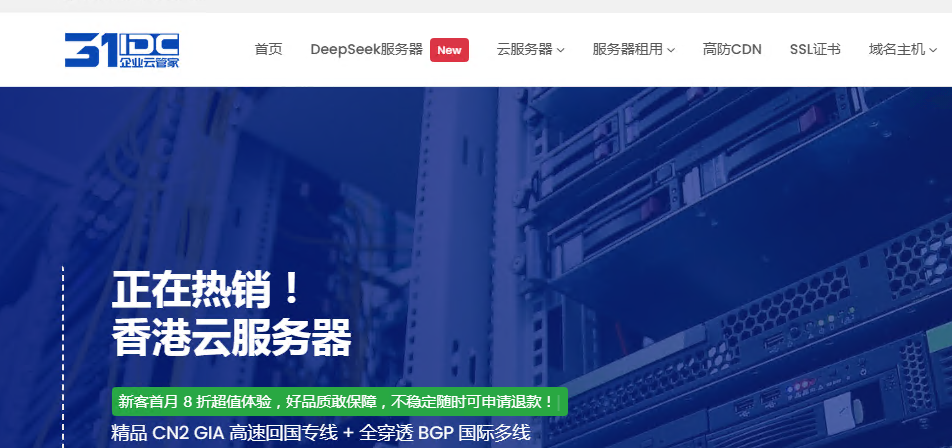 31IDC
企业云管家
首页 DeepSeek服务器 New 云服务器 服务器租用 高防CDN SSL证书 域名主机
正在热销！
香港云服务器
新客首月 8 折超值体验，好品质敢保障，不稳定随时可申请退款！
精品 CN2 GIA 高速回国专线 + 全穿透 BGP 国际多线